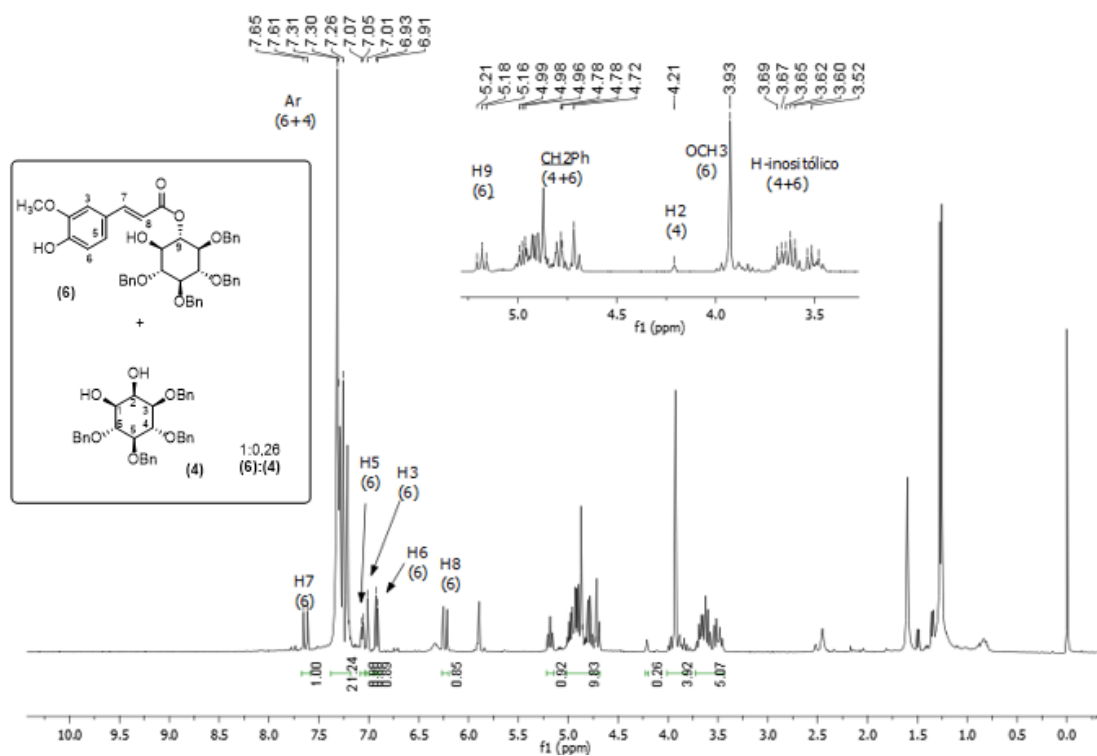 7.65 7.61 7.31 7.30 7.26 7.07 7.05 7.01 6.93 6.91
5.21 5.18 5.16 4.99 4.98 4.96 4.78 4.78 4.72 4.21 3.93 3.69 3.67 3.65 3.62 3.60 3.52
Ar
(6+4)
H9
(6)
CH2Ph
(4+6)
H2
(4)
OCH3
(6)
H-inositólico
(4+6)
5.0 4.5 4.0 3.5
f1 (ppm)
O
H3CO 3 7
8 O
HO 5 6
HO 9 OBn
BnO OBn
OBn
(6)
+
OH
HO 2 OBn
1 3
6 4
BnO 5 OBn
OBn
(4)
1:0,26
(6):(4)
H7
(6)
H5
(6)
H3
(6)
H6
(6)
H8
(6)
1.00 21.24 0.89 0.85 0.92 9.83 0.26 3.92 5.07
10.0 9.5 9.0 8.5 8.0 7.5 7.0 6.5 6.0 5.5 5.0 4.5 4.0 3.5 3.0 2.5 2.0 1.5 1.0 0.5 0.0
f1 (ppm)